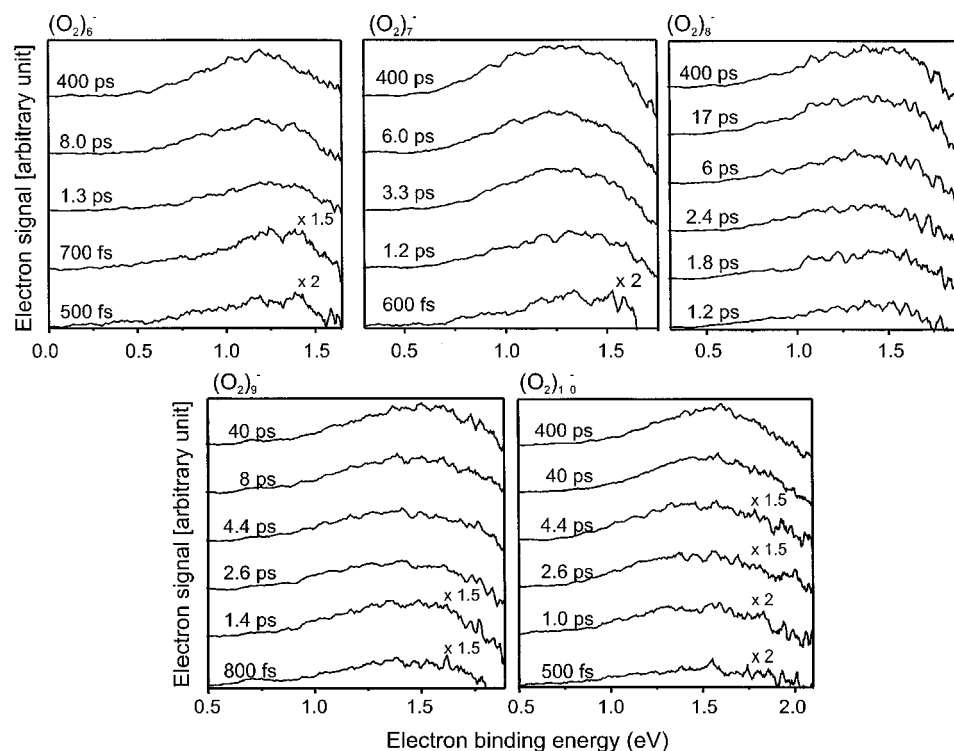 (O₂)₆⁻
400 ps
8.0 ps
1.3 ps
x 1.5
700 fs
x 2
500 fs
0.0 0.5 1.0 1.5
(O₂)₇⁻
400 ps
6.0 ps
3.3 ps
1.2 ps
x 2
600 fs
0.5 1.0 1.5
(O₂)₈⁻
400 ps
17 ps
6 ps
2.4 ps
1.8 ps
1.2 ps
0.5 1.0 1.5
Electron signal [arbitrary unit]
(O₂)₉⁻
40 ps
8 ps
4.4 ps
2.6 ps
x 1.5
1.4 ps
x 1.5
800 fs
0.5 1.0 1.5
(O₂)₁₀⁻
400 ps
40 ps
x 1.5
4.4 ps
x 1.5
2.6 ps
x 2
1.0 ps
x 2
500 fs
0.5 1.0 1.5 2.0
Electron signal [arbitrary unit]
Electron binding energy (eV)